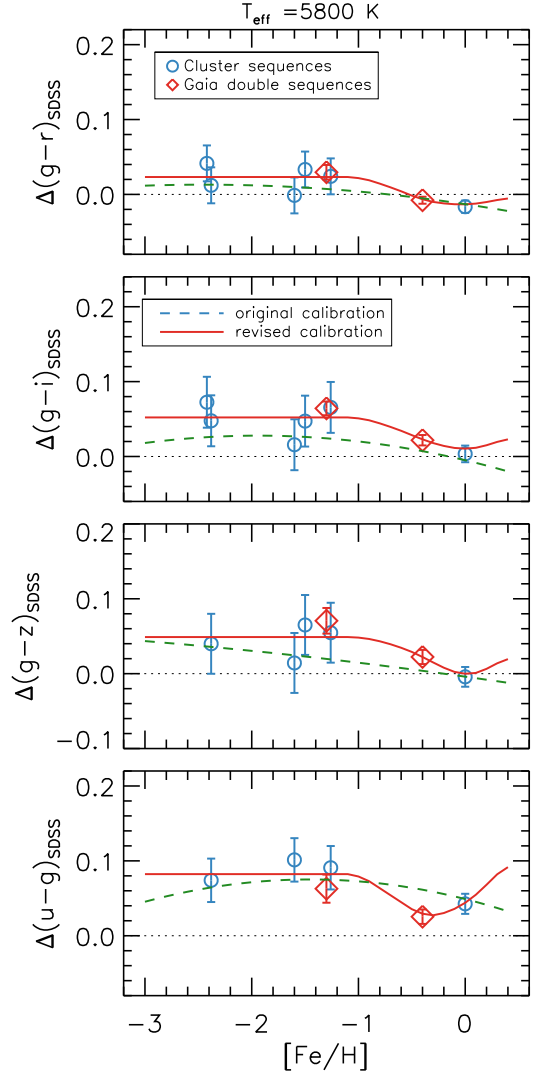 T_eff =5800 K
0.2
0.1
0.0
Δ(g−r)_SDSS
Cluster sequences
Gaia double sequences
0.2
0.1
0.0
Δ(g−i)_SDSS
original calibration
revised calibration
0.2
0.1
0.0
−0.1
Δ(g−z)_SDSS
0.2
0.1
0.0
Δ(u−g)_SDSS
−3 −2 −1 0
[Fe/H]